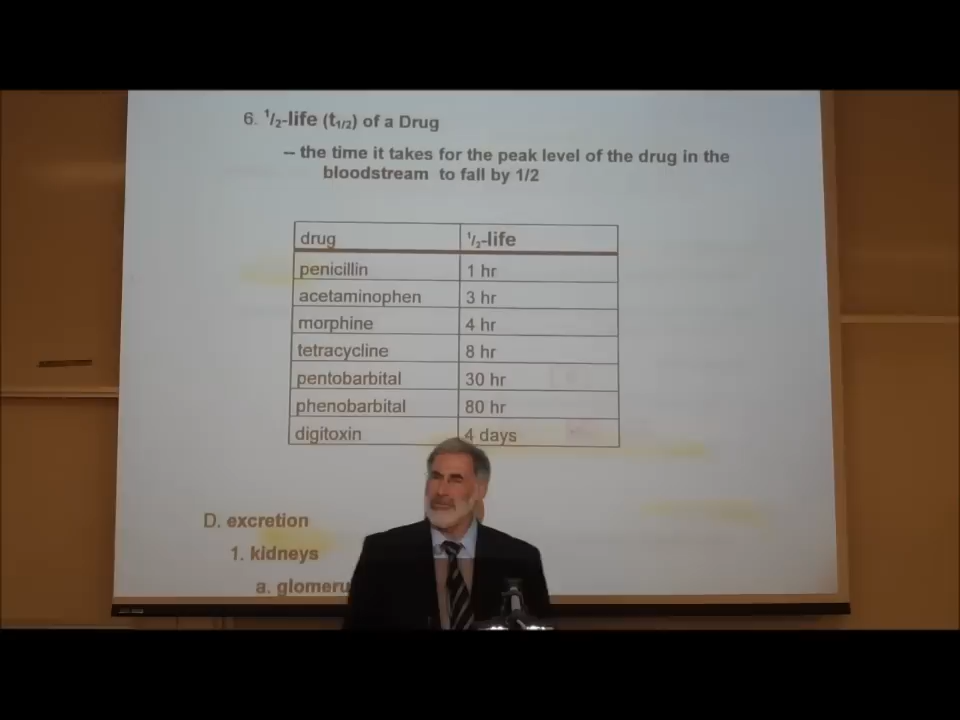 6. ¹/₂-life (t₁/₂) of a Drug
– the time it takes for the peak level of the drug in the
bloodstream to fall by 1/2
drug ¹/₂-life
penicillin 1 hr
acetaminophen 3 hr
morphine 4 hr
tetracycline 8 hr
pentobarbital 30 hr
phenobarbital 80 hr
digitoxin 4 days
D. excretion
1. kidneys
a. glomeru